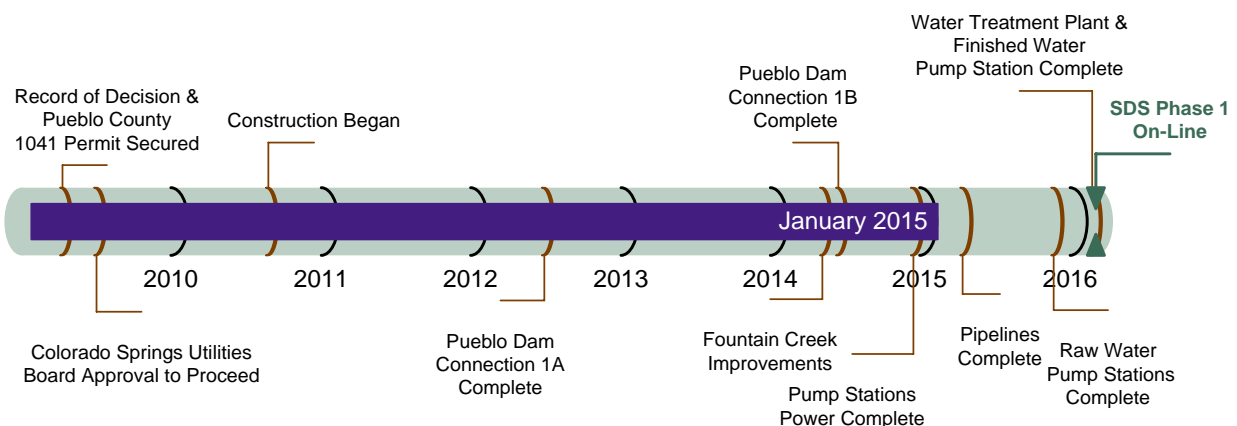 Water Treatment Plant &
Finished Water
Pump Station Complete
Pueblo Dam
Connection 1B
Complete
SDS Phase 1
On-Line
Record of Decision &
Pueblo County
1041 Permit Secured
Construction Began
January 2015
2010
2011
2012
2013
2014
2015
2016
Colorado Springs Utilities
Board Approval to Proceed
Pueblo Dam
Connection 1A
Complete
Fountain Creek
Improvements
Pump Stations
Power Complete
Pipelines
Complete
Raw Water
Pump Stations
Complete